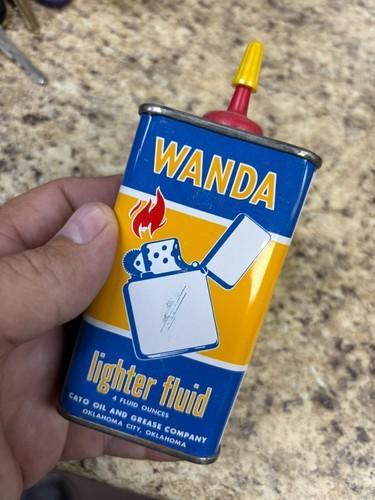 WANDA
lighter fluid
4 FLUID OUNCES
CATO OIL AND GREASE COMPANY
OKLAHOMA CITY, OKLAHOMA